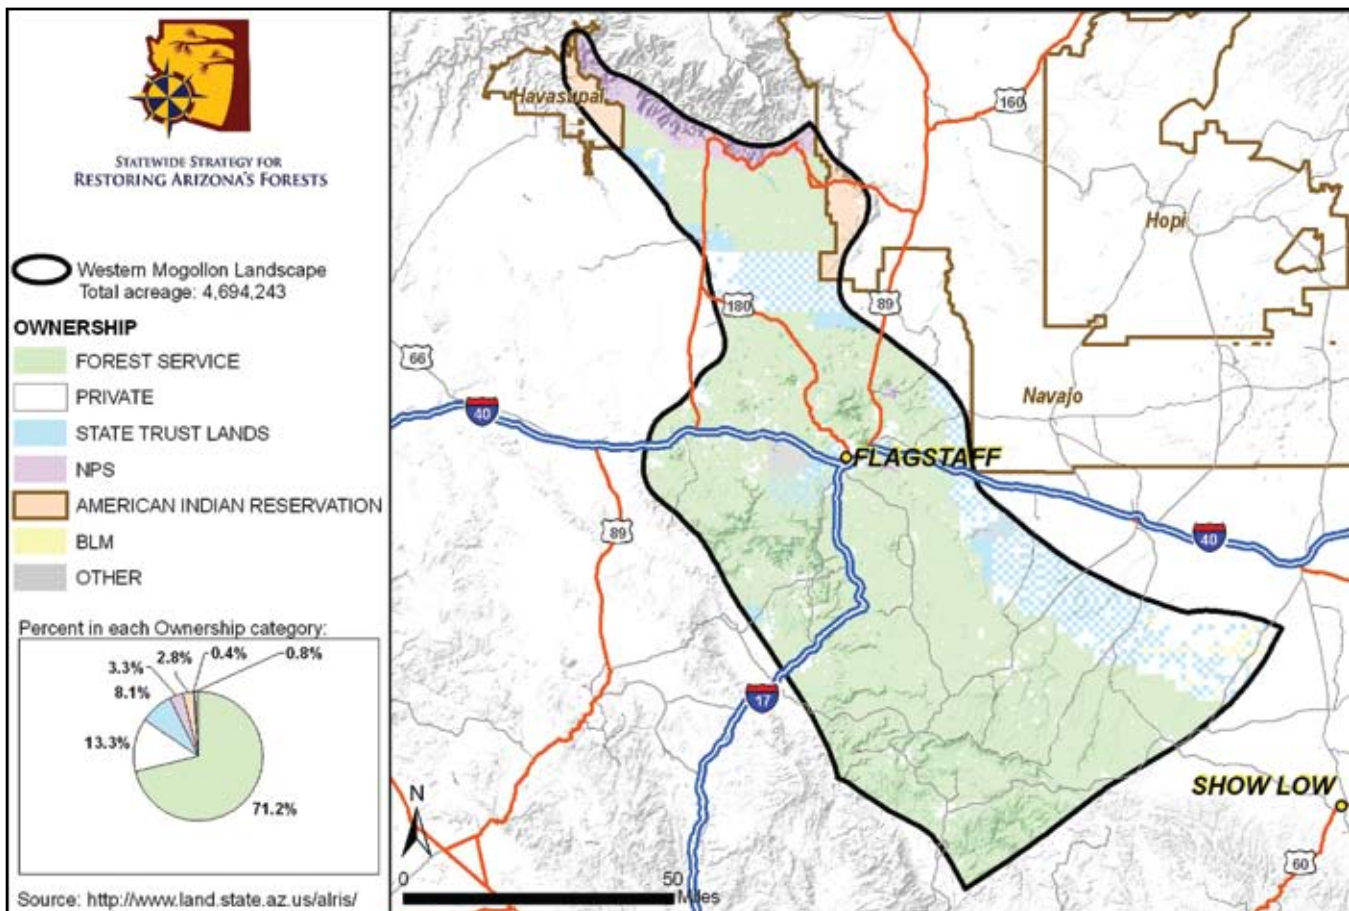 STATEWIDE STRATEGY FOR
RESTORING ARIZONA'S FORESTS
Western Mogollon Landscape
Total acreage: 4,694,243
OWNERSHIP
FOREST SERVICE
PRIVATE
STATE TRUST LANDS
NPS
AMERICAN INDIAN RESERVATION
BLM
OTHER
Percent in each Ownership category:
3.3%
2.8%
0.4%
0.8%
8.1%
13.3%
71.2%
Source: http://www.land.state.az.us/alris/
Havasupai
160
Hopi
180
89
66
Navajo
40
FLAGSTAFF
89
40
17
SHOW LOW
60
N
0
50
Miles